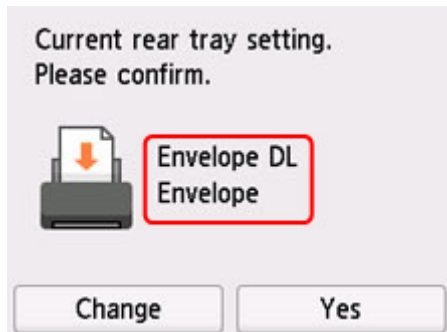 Current rear tray setting.
Please confirm.
Envelope DL
Envelope
Change
Yes